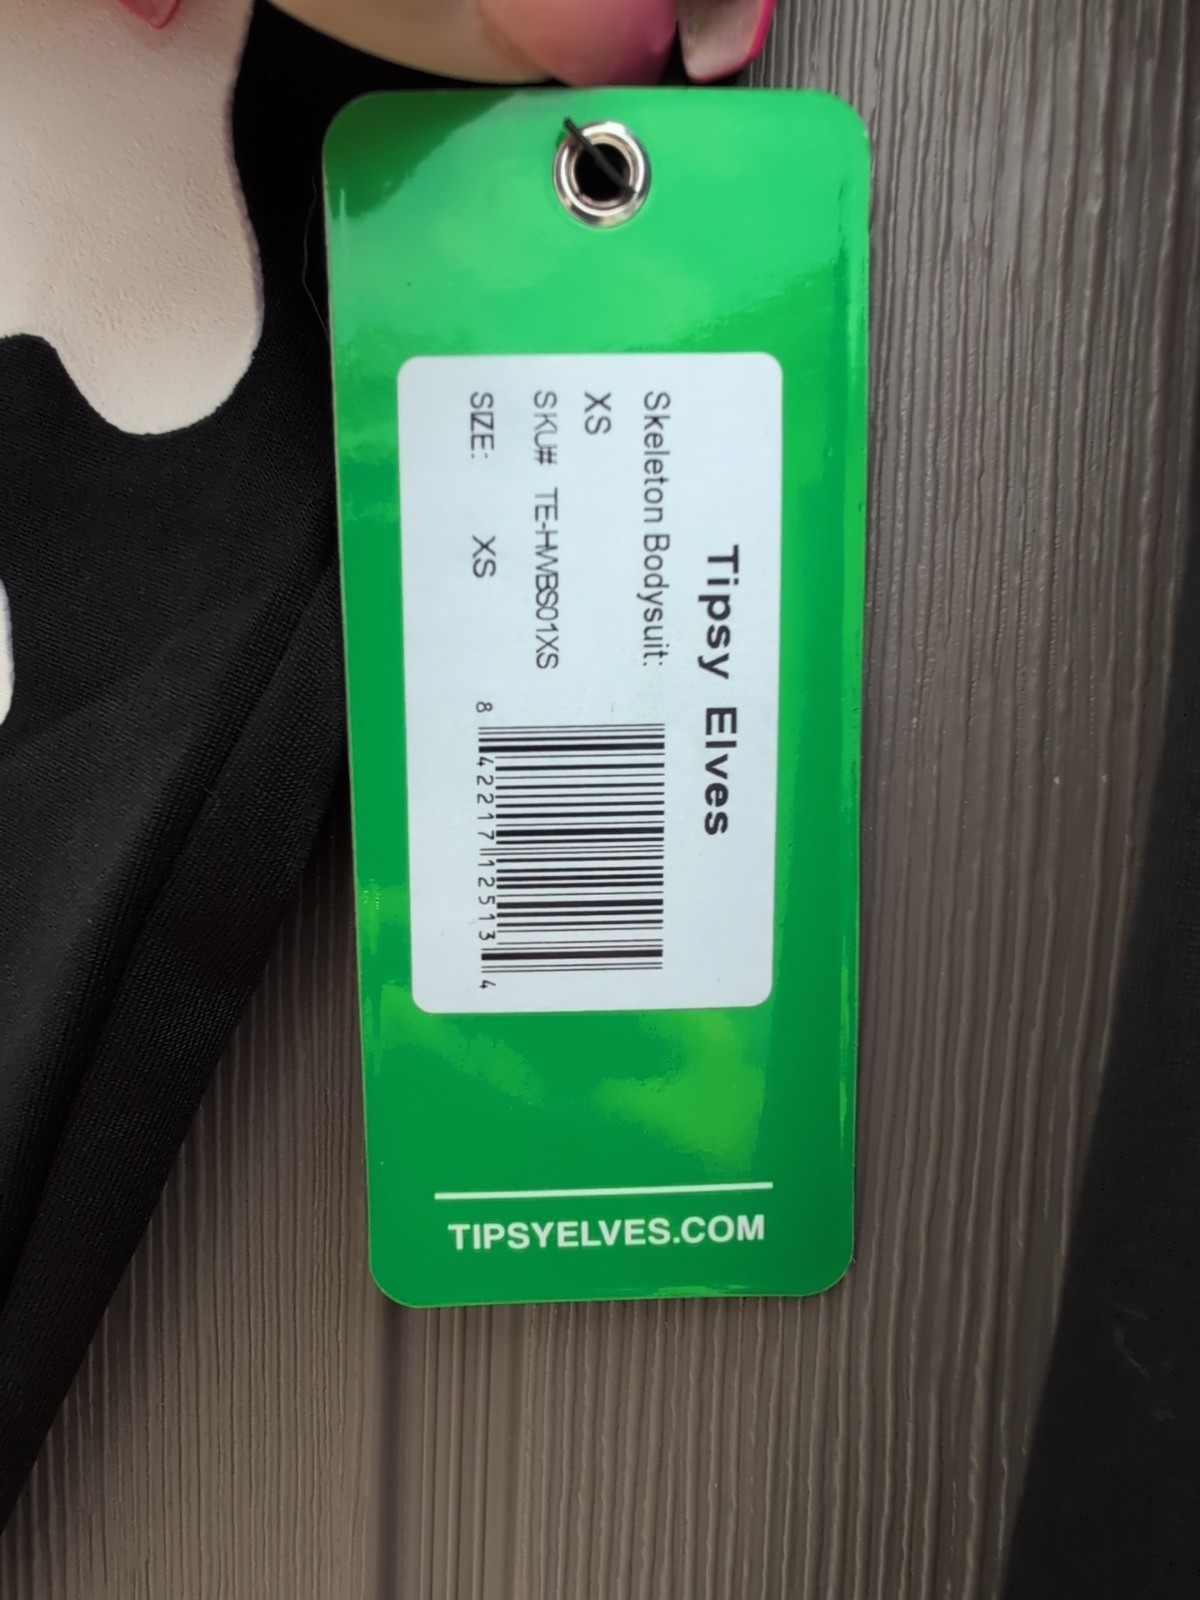 Tipsy Elves
Skeleton Bodysuit:
XS
SKU# TE-HWBS01XS
SIZE: XS
8 42217 12513 4
TIPSYELVES.COM